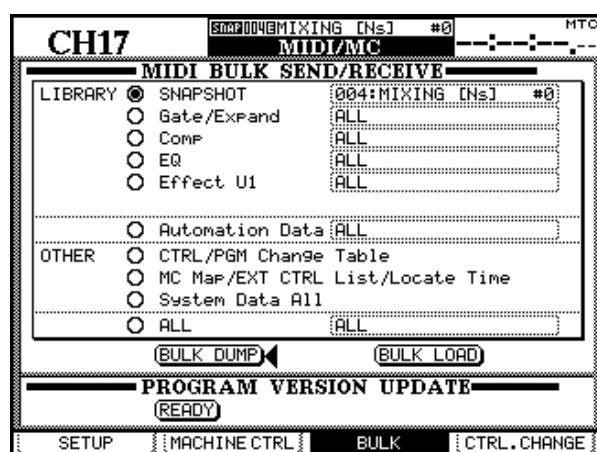 CH17 SNAP 004 MIXING [Ns] #0 MTC
MIDI/MC --:--:--.--
MIDI BULK SEND/RECEIVE
LIBRARY SNAPSHOT 004:MIXING [Ns] #0
Gate/Expand ALL
Comp ALL
EQ ALL
Effect U1 ALL
Automation Data ALL
OTHER CTRL/PGM Change Table
MC Map/EXT CTRL List/Locate Time
System Data All
ALL ALL
BULK DUMP BULK LOAD
PROGRAM VERSION UPDATE
READY
SETUP MACHINE CTRL BULK CTRL.CHANGE